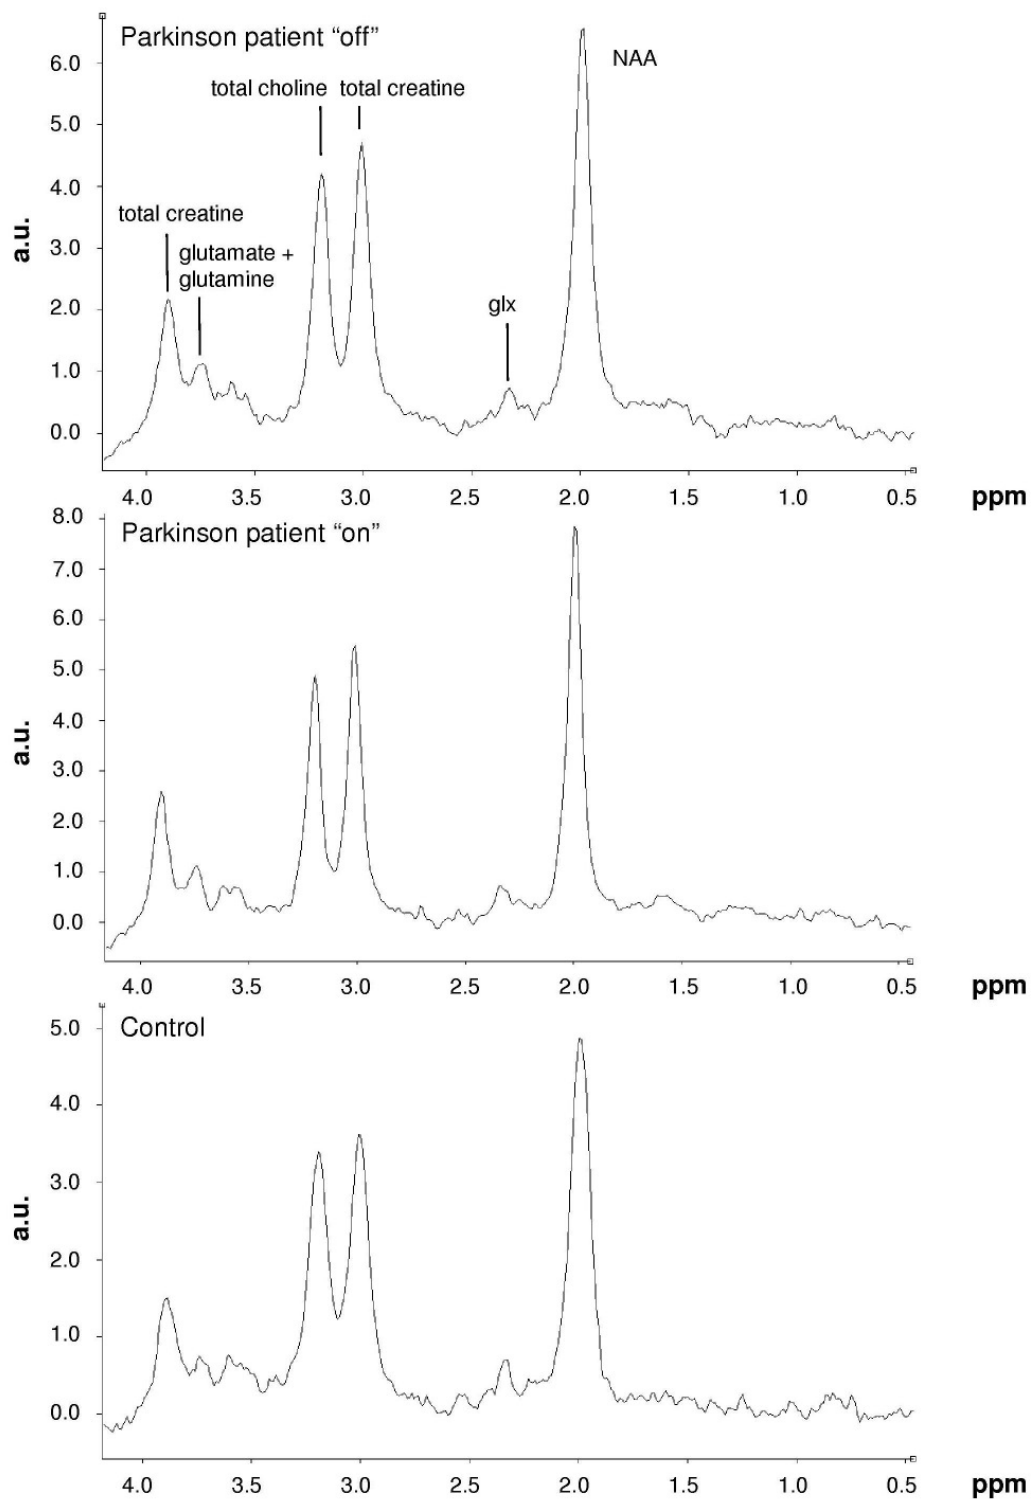 Parkinson patient “off”
6.0
5.0
4.0
3.0
2.0
1.0
0.0
a.u.
total choline
total creatine
NAA
total creatine
glutamate +
glutamine
glx
4.0 3.5 3.0 2.5 2.0 1.5 1.0 0.5 ppm
Parkinson patient “on”
8.0
7.0
6.0
5.0
4.0
3.0
2.0
1.0
0.0
a.u.
4.0 3.5 3.0 2.5 2.0 1.5 1.0 0.5 ppm
Control
5.0
4.0
3.0
2.0
1.0
0.0
a.u.
4.0 3.5 3.0 2.5 2.0 1.5 1.0 0.5 ppm